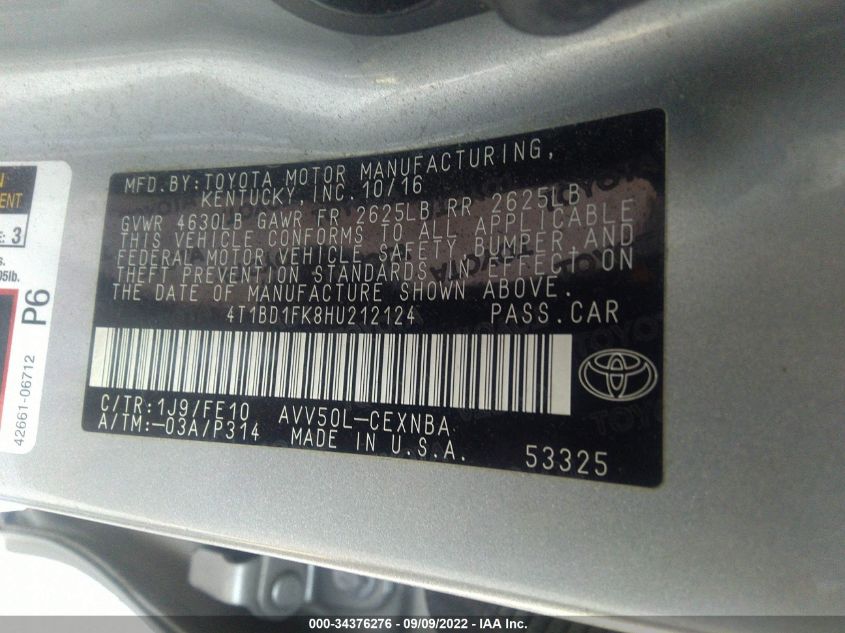 MFD. BY: TOYOTA MOTOR MANUFACTURING,
KENTUCKY, INC. 10/16
GVWR 4630LB GAWR FR 2625LB RR 2625LB
THIS VEHICLE CONFORMS TO ALL APPLICABLE
FEDERAL MOTOR VEHICLE SAFETY, BUMPER, AND
THEFT PREVENTION STANDARDS IN EFFECT ON
THE DATE OF MANUFACTURE SHOWN ABOVE.
4T1BD1FK8HU212124 PASS.CAR
C/TR: 1J9/FE10 AVV50L-CEXNBA
A/TM: -03A/P314 MADE IN U.S.A.
53325
TOYOTA
3
P6
42661-06712
000-34376276 - 09/09/2022 - IAA Inc.